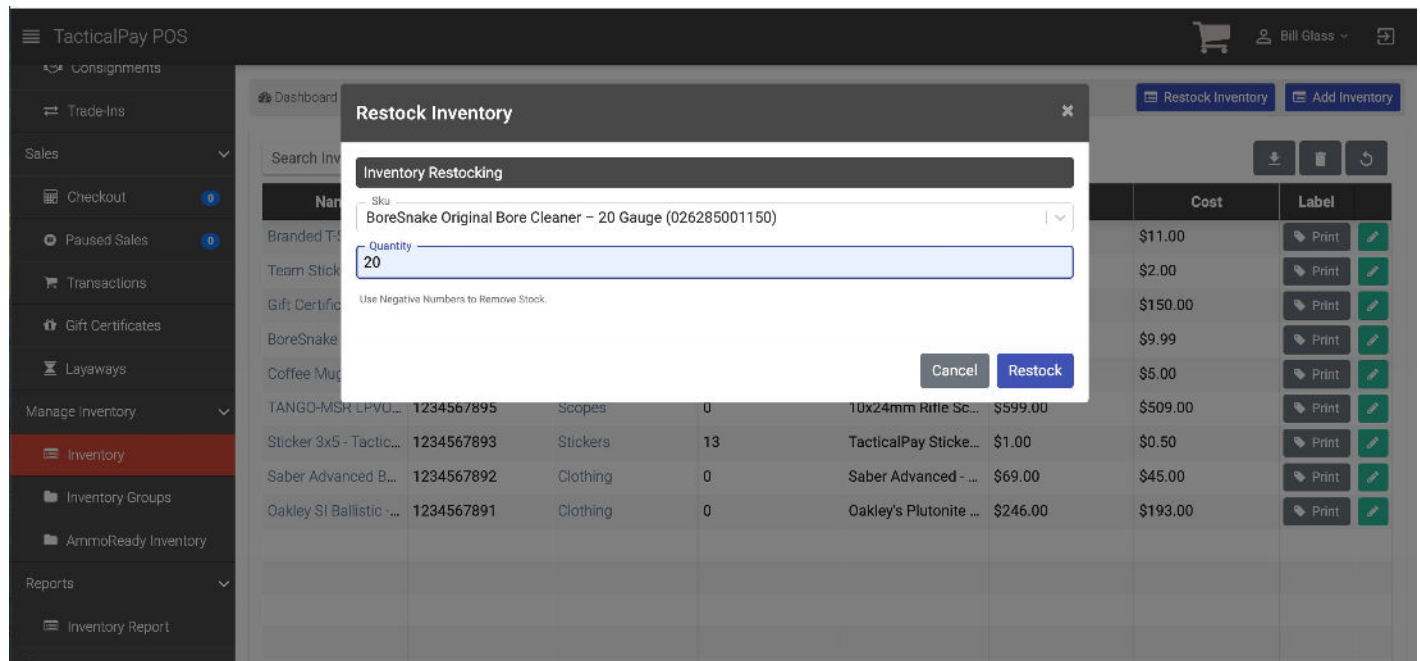 TacticalPay POS
Bill Glass
Consignments
Trade-Ins
Sales
Checkout 0
Paused Sales 0
Transactions
Gift Certificates
Layaways
Manage Inventory
Inventory
Inventory Groups
AmmoReady Inventory
Reports
Inventory Report
Dashboard
Restock Inventory
Add Inventory
Restock Inventory
×
Inventory Restocking
Sku
BoreSnake Original Bore Cleaner – 20 Gauge (026285001150)
Quantity
20
Use Negative Numbers to Remove Stock.
Cancel
Restock
Search Inv
Nan Cost Label
Branded T-S $11.00 Print
Team Stick $2.00 Print
Gift Certific $150.00 Print
BoreSnake $9.99 Print
Coffee Mug $5.00 Print
TANGO-MSR LPVO... 1234567895 Scopes 0 10x24mm Rifle Sc... $599.00 $509.00 Print
Sticker 3x5 - Tactic... 1234567893 Stickers 13 TacticalPay Sticke... $1.00 $0.50 Print
Saber Advanced B... 1234567892 Clothing 0 Saber Advanced - ... $69.00 $45.00 Print
Oakley SI Ballistic -... 1234567891 Clothing 0 Oakley's Plutonite ... $246.00 $193.00 Print